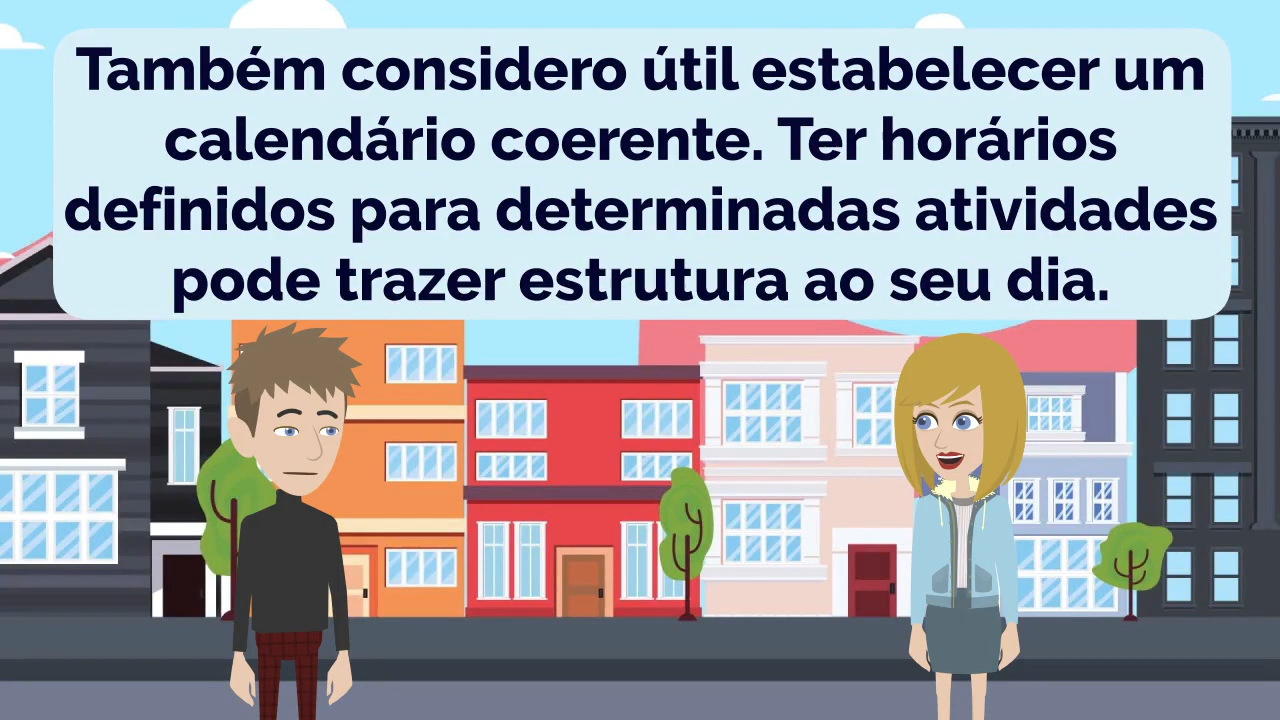 Também considero útil estabelecer um
calendário coerente. Ter horários
definidos para determinadas atividades
pode trazer estrutura ao seu dia.